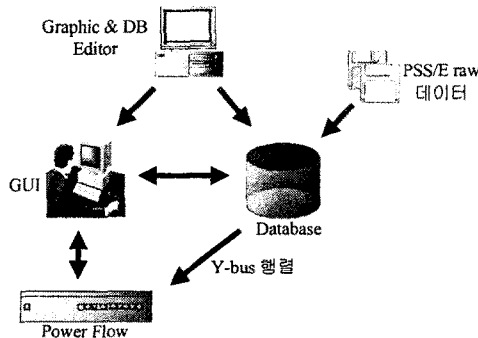 Graphic & DB
Editor
PSS/E raw
데이터
GUI
Database
Y-bus 행렬
Power Flow